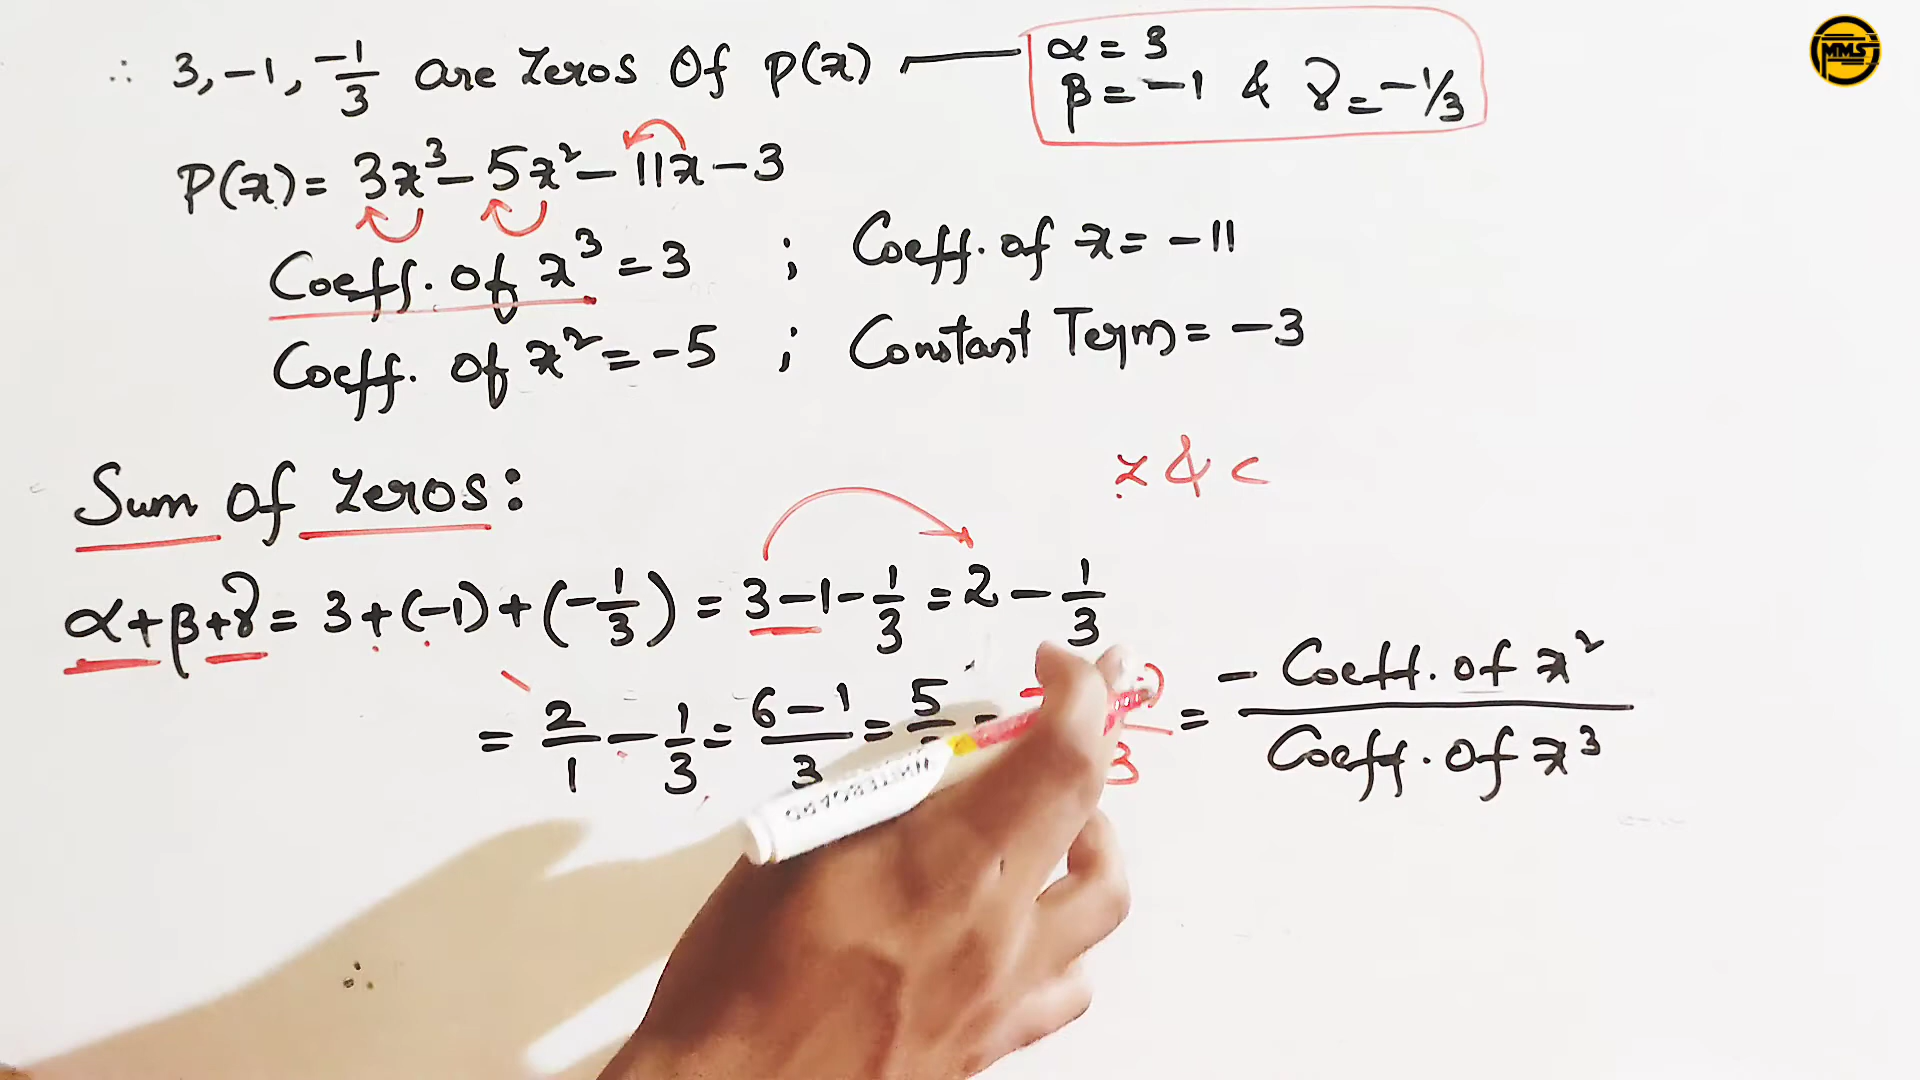 ∴ 3, -1, -1/3 are Zeros Of P(x) — α = 3
β = -1 & γ = -1/3
P(x) = 3x³ - 5x² - 11x - 3
Coeff. of x³ = 3 ; Coeff. of x = -11
Coeff. of x² = -5 ; Constant Term = -3
z & c
Sum Of Zeros:
α+β+γ = 3+(-1)+(-1/3) = 3-1-1/3 = 2 - 1/3
= 2/1 - 1/3 = 6-1/3 = 5 = 3 = - Coeff. of x²/Coeff. Of x³
MMS